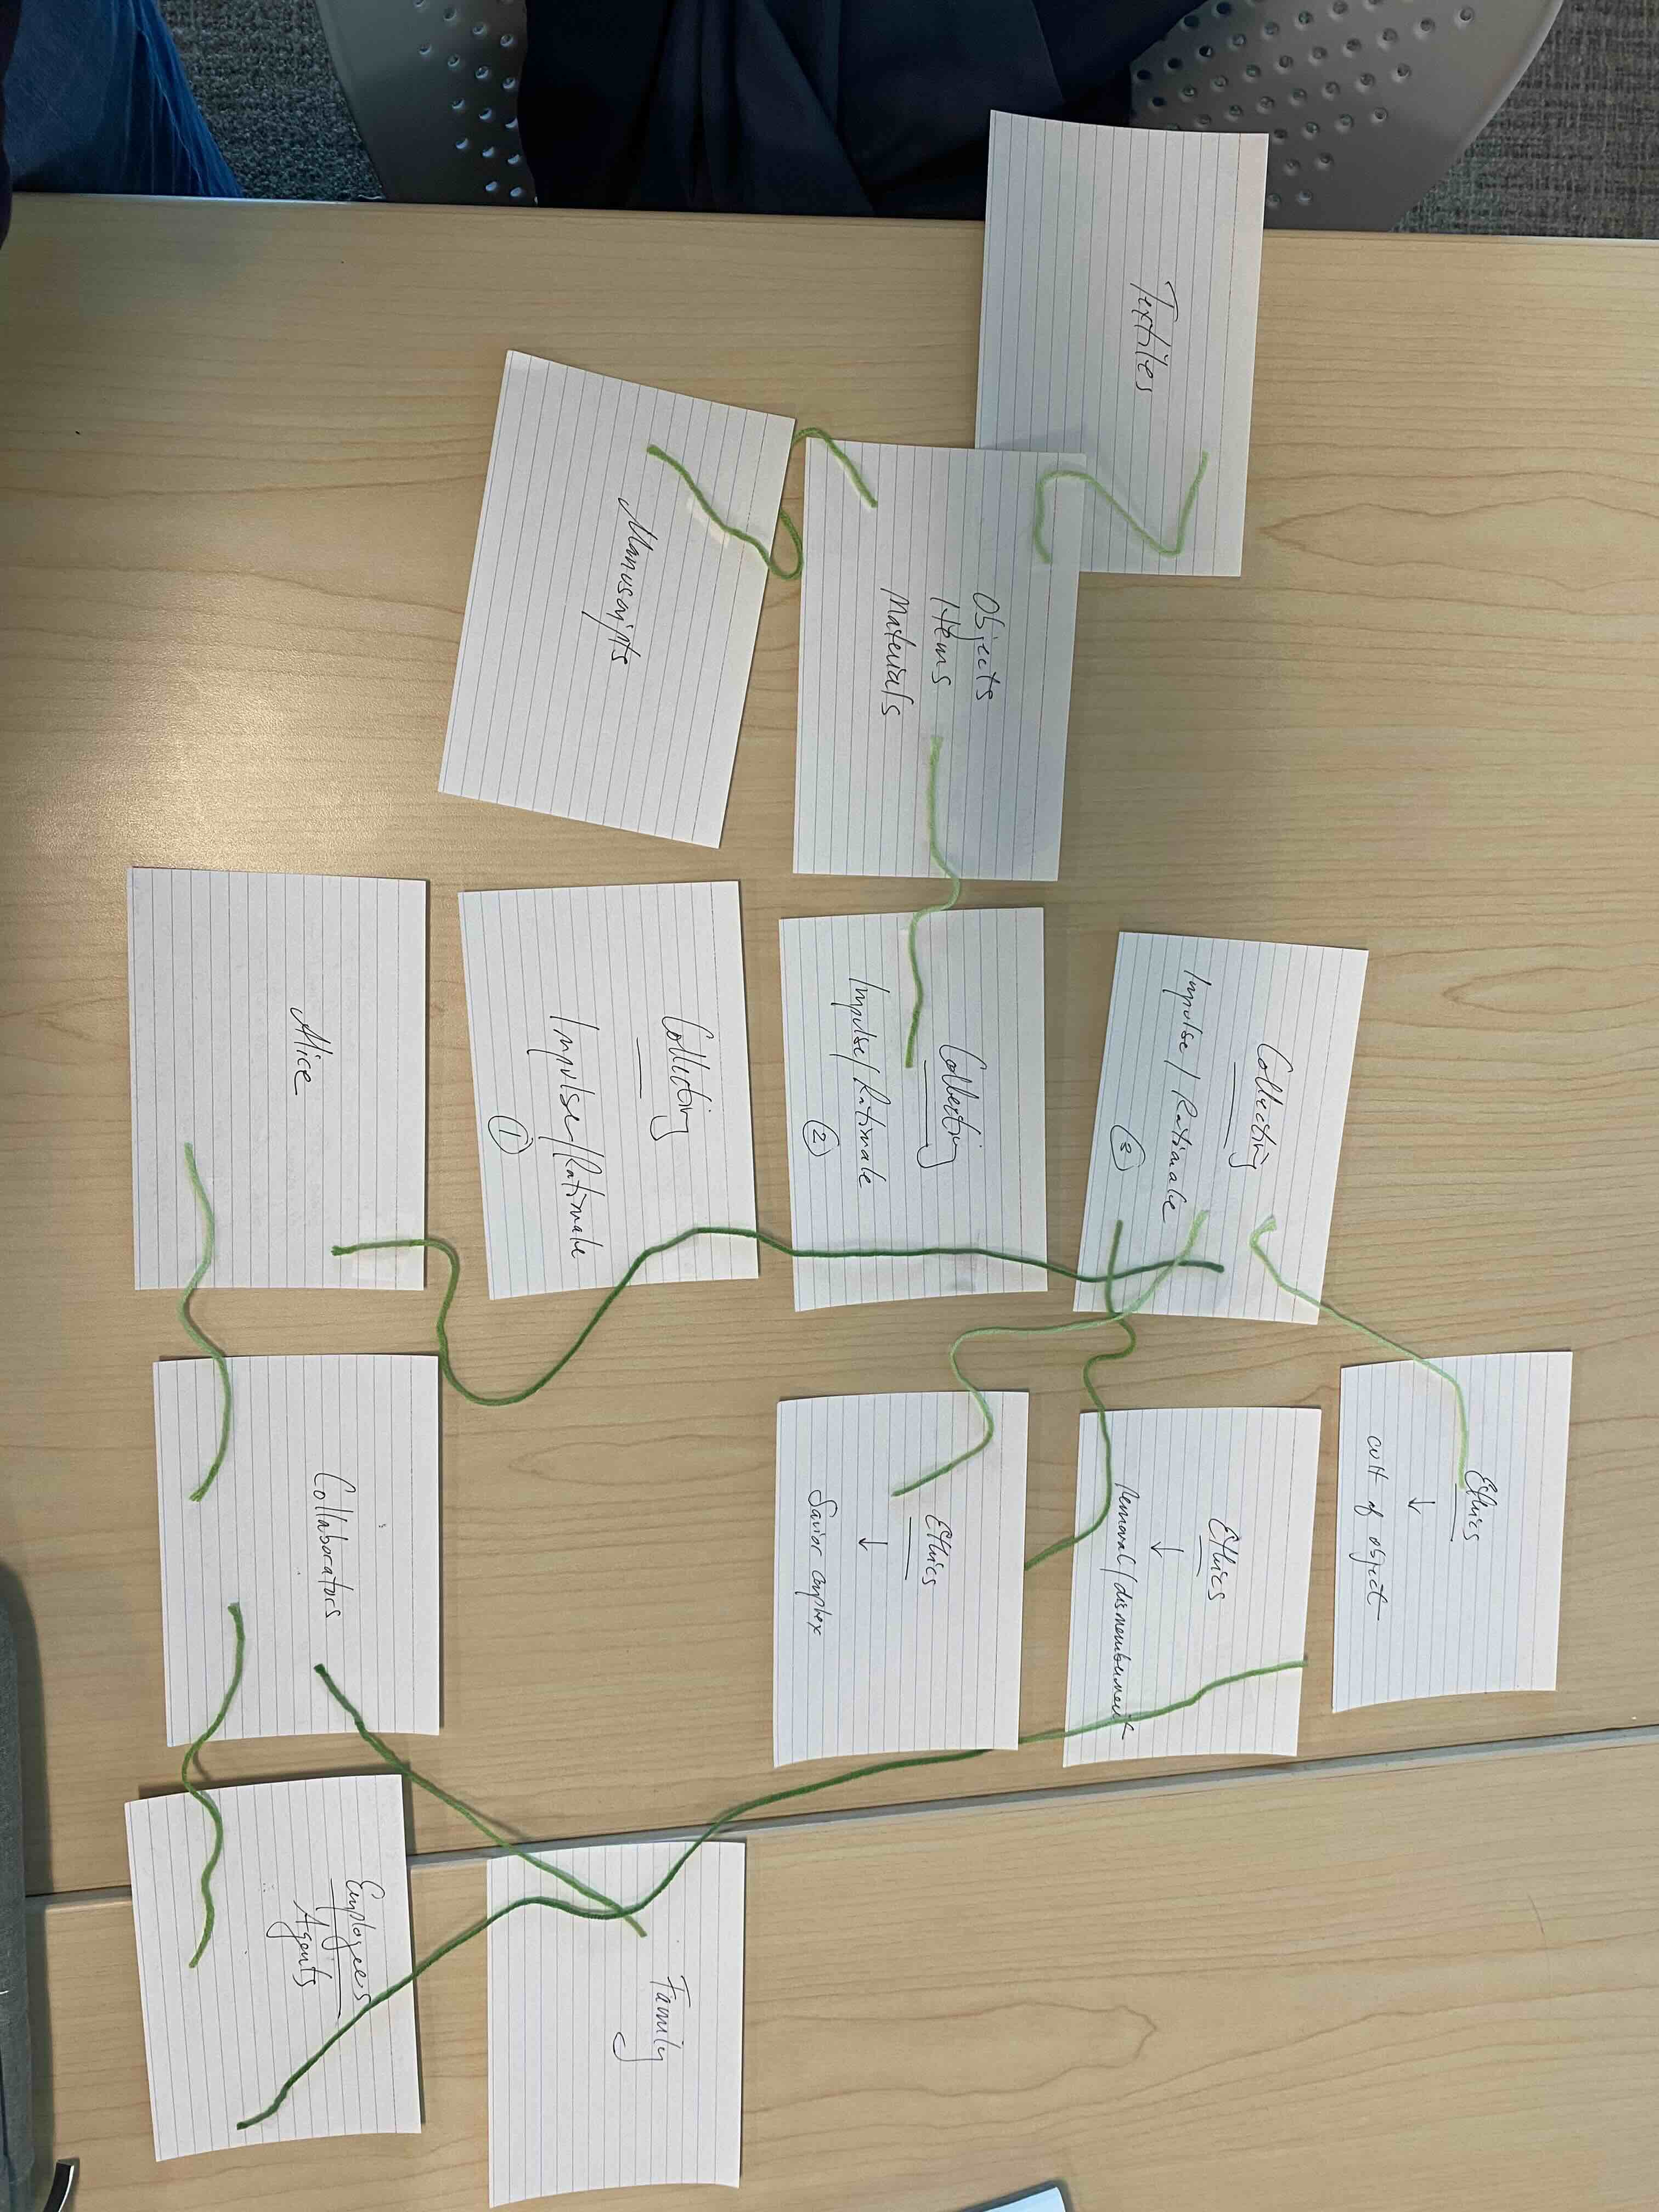 Textiles
Objects
Items
Materials
Manuscripts
Collecting
Impulse/Rationale
3
Collecting
Impulse/Rationale
2
Collecting
Impulse/Rationale
1
Alice
Ethics
↓
cult of object
Ethics
↓
Removal/dismemberment
Ethics
↓
Savior complex
Collaborators
Family
Employees
Agents